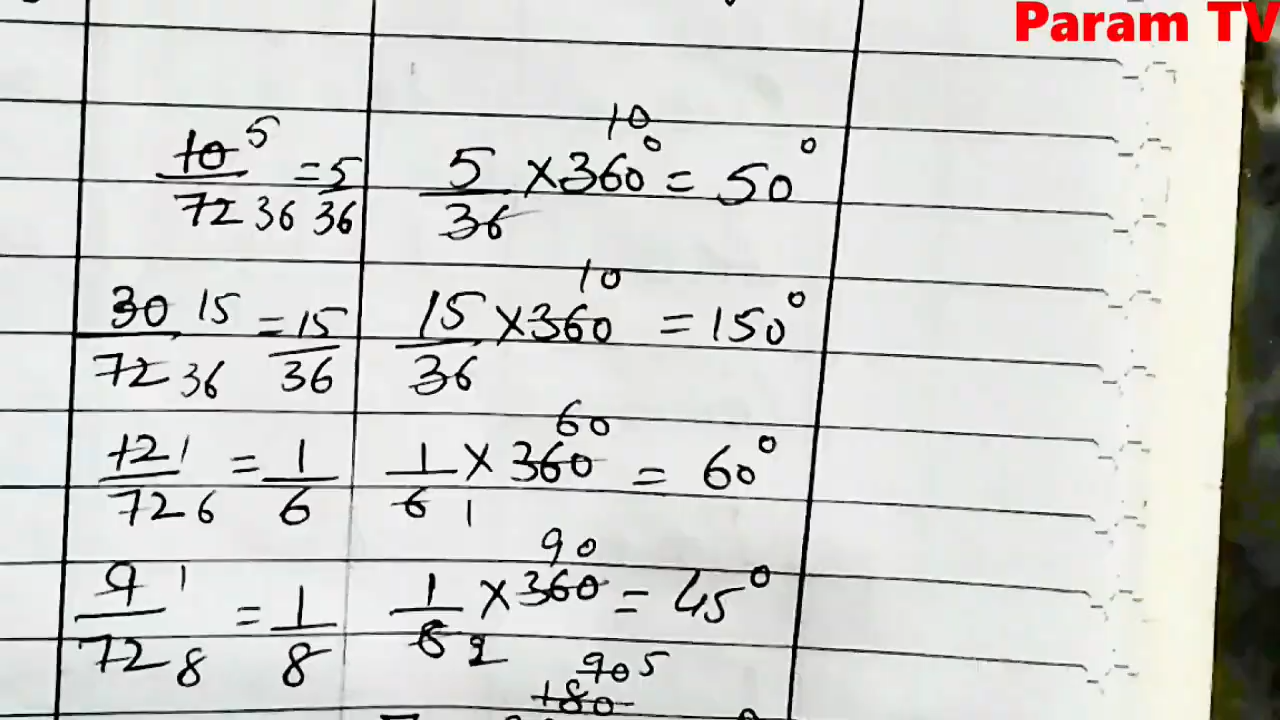 Param TV
10
10 5 = 5 5 × 360° = 50°
72 36 36 36
10
30 15 = 15 15 × 360 = 150°
72 36 36 36
60
12 1 = 1 1 × 360 = 60°
72 6 6 6 1
90
9 1 = 1 1 × 360 = 45°
72 8 8 8 2
90 5
180